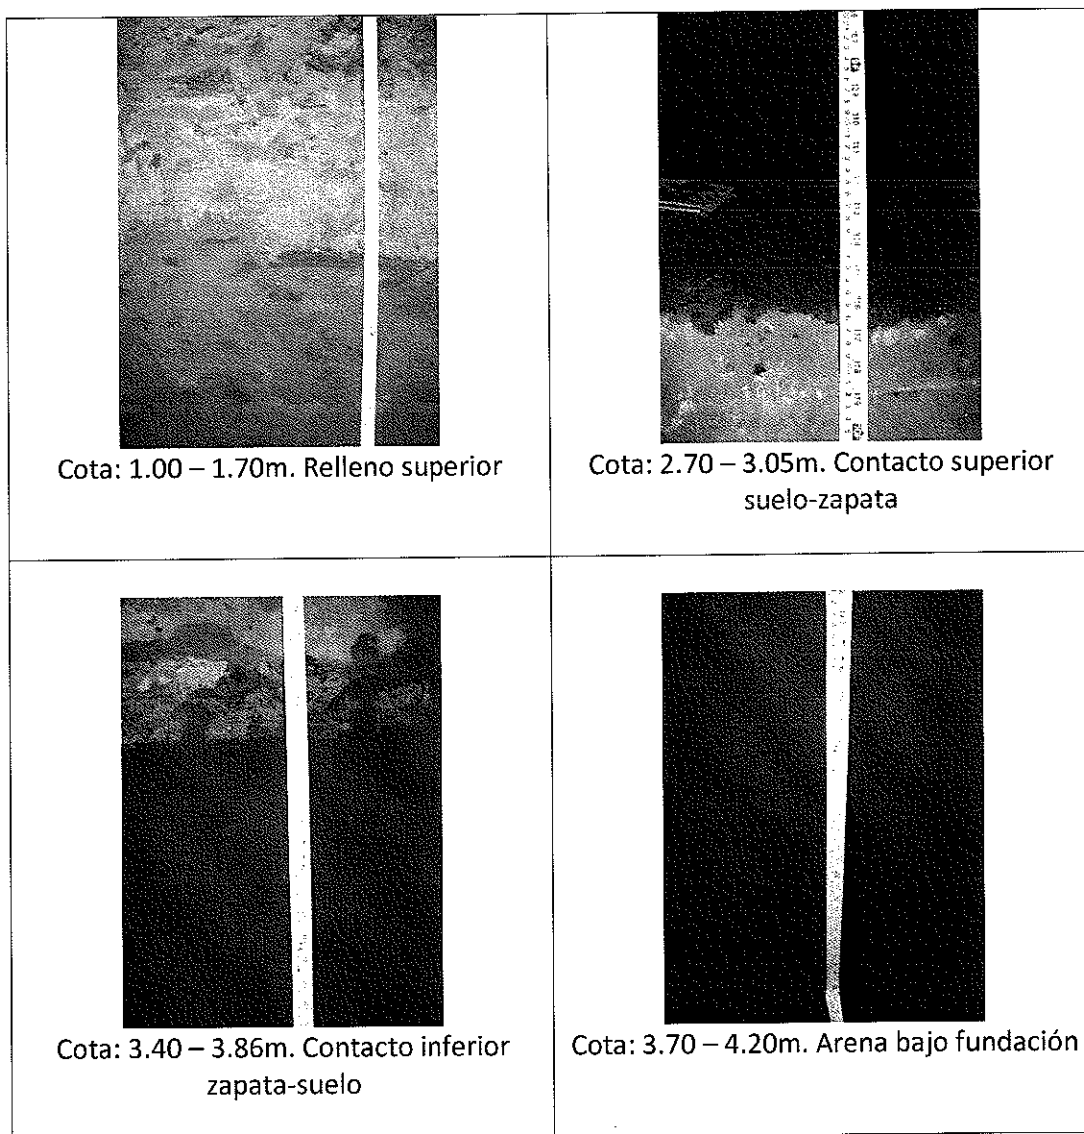 Cota: 1.00 – 1.70m. Relleno superior
Cota: 2.70 – 3.05m. Contacto superior
suelo-zapata
Cota: 3.40 – 3.86m. Contacto inferior
zapata-suelo
Cota: 3.70 – 4.20m. Arena bajo fundación